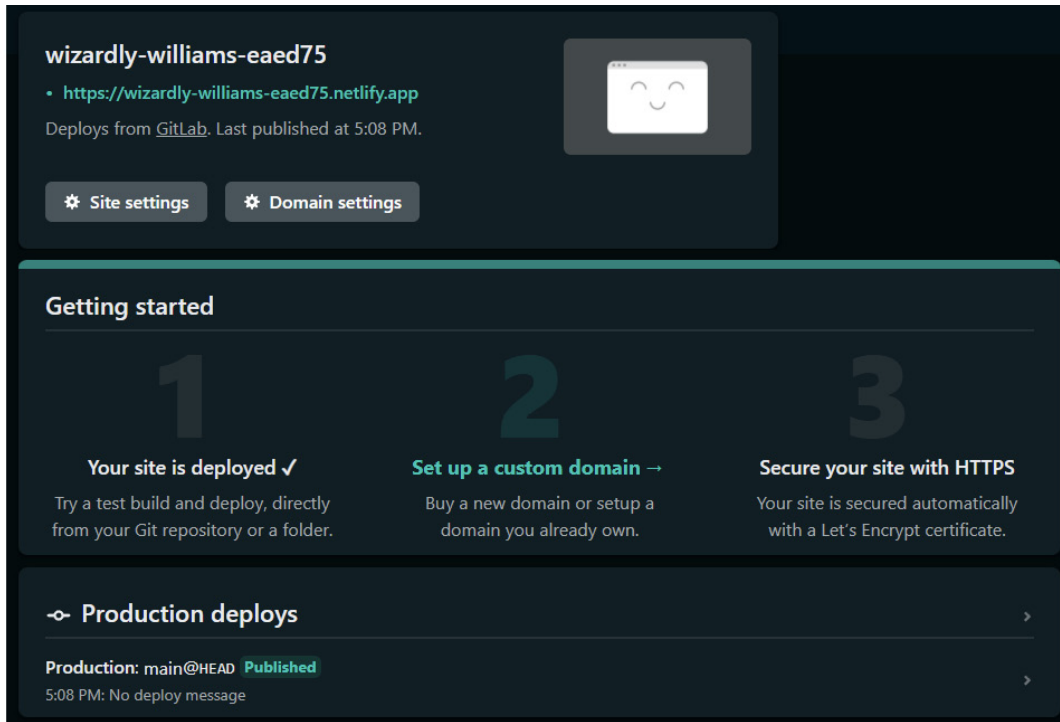 wizardly-williams-eaed75
• https://wizardly-williams-eaed75.netlify.app
Deploys from GitLab. Last published at 5:08 PM.
Site settings
Domain settings
Getting started
1
Your site is deployed ✓
Try a test build and deploy, directly
from your Git repository or a folder.
2
Set up a custom domain →
Buy a new domain or setup a
domain you already own.
3
Secure your site with HTTPS
Your site is secured automatically
with a Let's Encrypt certificate.
Production deploys
Production: main@HEAD Published
5:08 PM: No deploy message